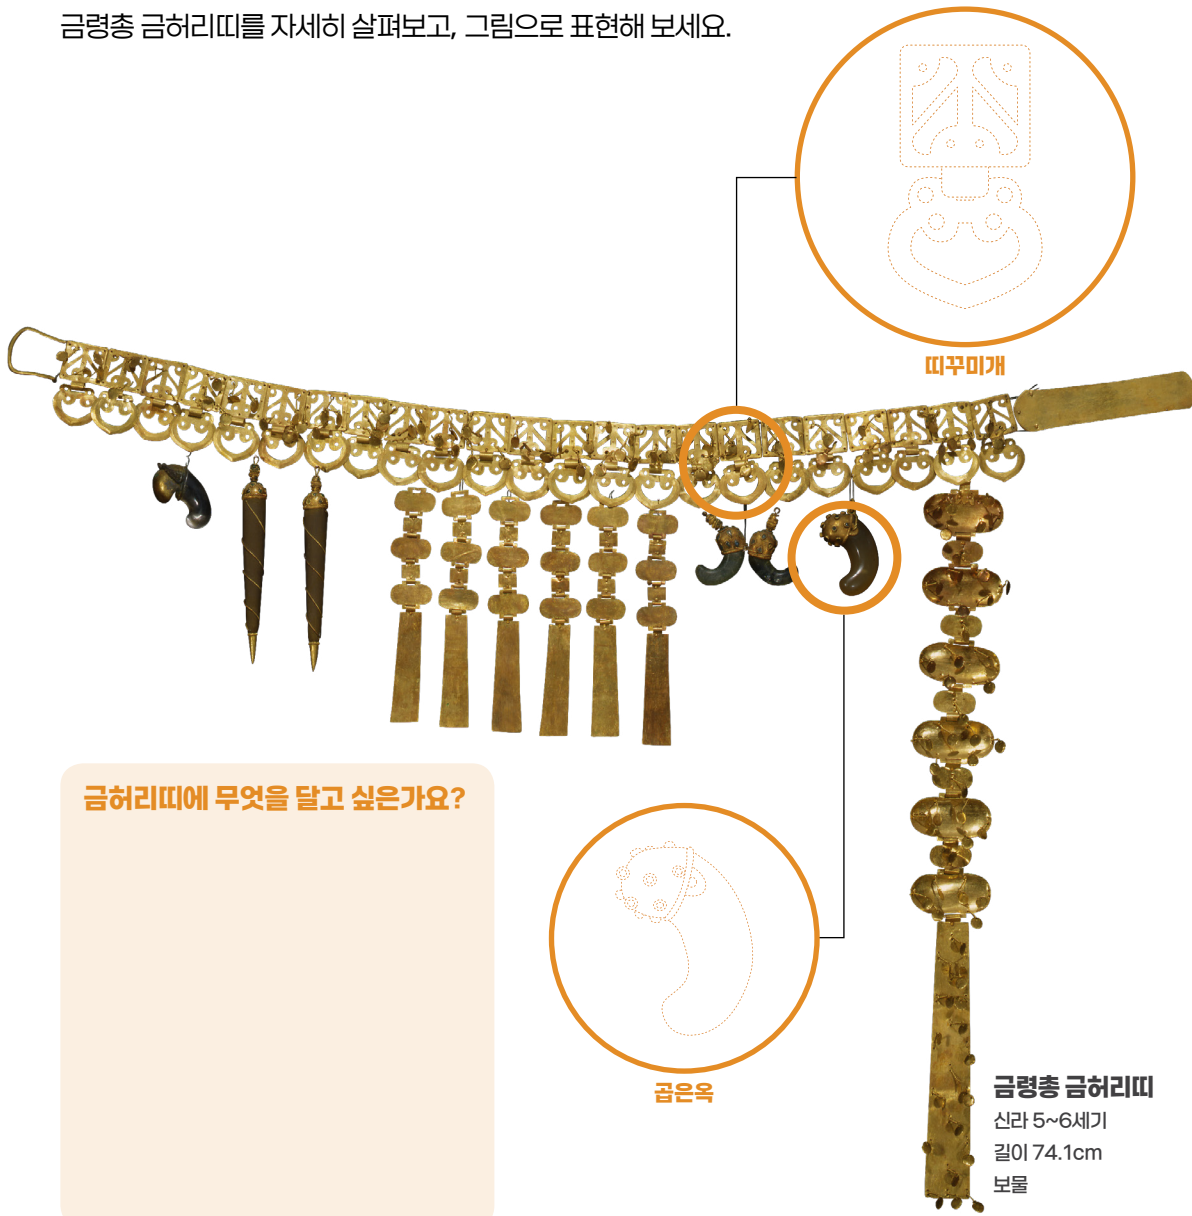 금령총 금허리띠를 자세히 살펴보고, 그림으로 표현해 보세요.
띠꾸미개
금허리띠에 무엇을 달고 싶은가요?
곱은옥
금령총 금허리띠
신라 5~6세기
길이 74.1cm
보물